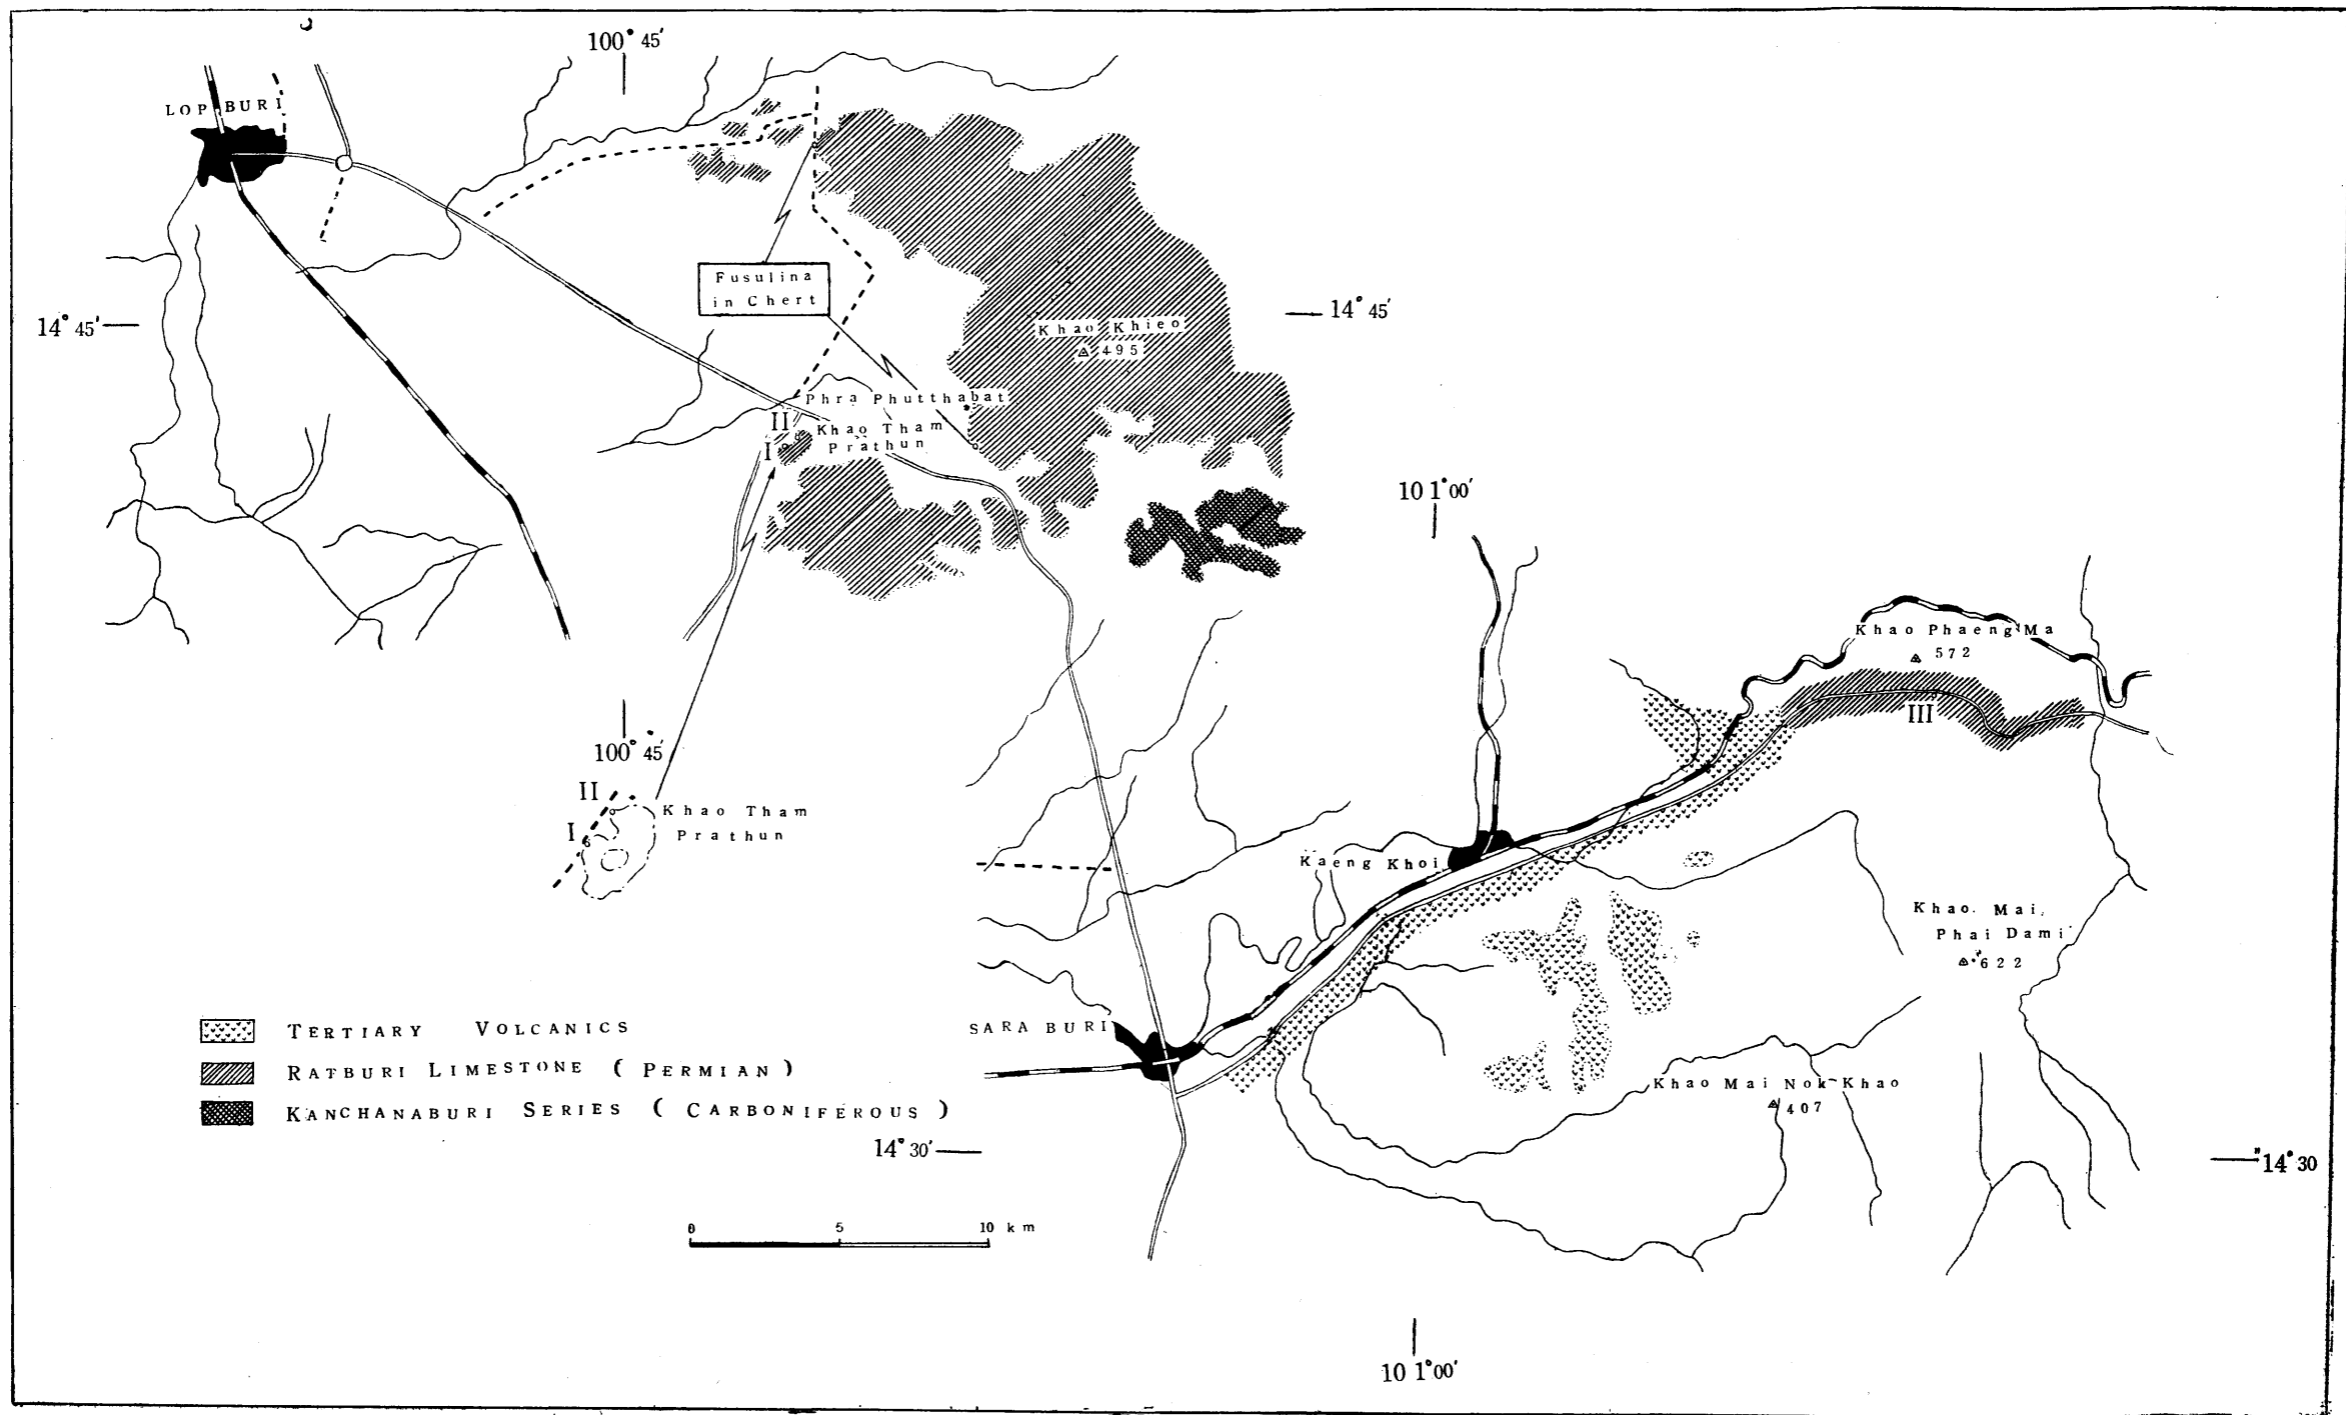 100° 45′
LOP BURI
Fusulina
in Chert
14° 45′
14° 45′
Khao Khieo
495
Phra Phutthabat
II
Khao Tham
Prathun
I
101°00′
Khao Phaeng Ma
572
III
100° 45′
II
I
Khao Tham
Prathun
Kaeng Khoi
Khao Mai
Phai Dami
622
SARA BURI
TERTIARY VOLCANICS
RATBURI LIMESTONE ( PERMIAN )
KANCHANABURI SERIES ( CARBONIFEROUS )
Khao Mai Nok Khao
407
14° 30′
14° 30
0 5 10 km
101°00′